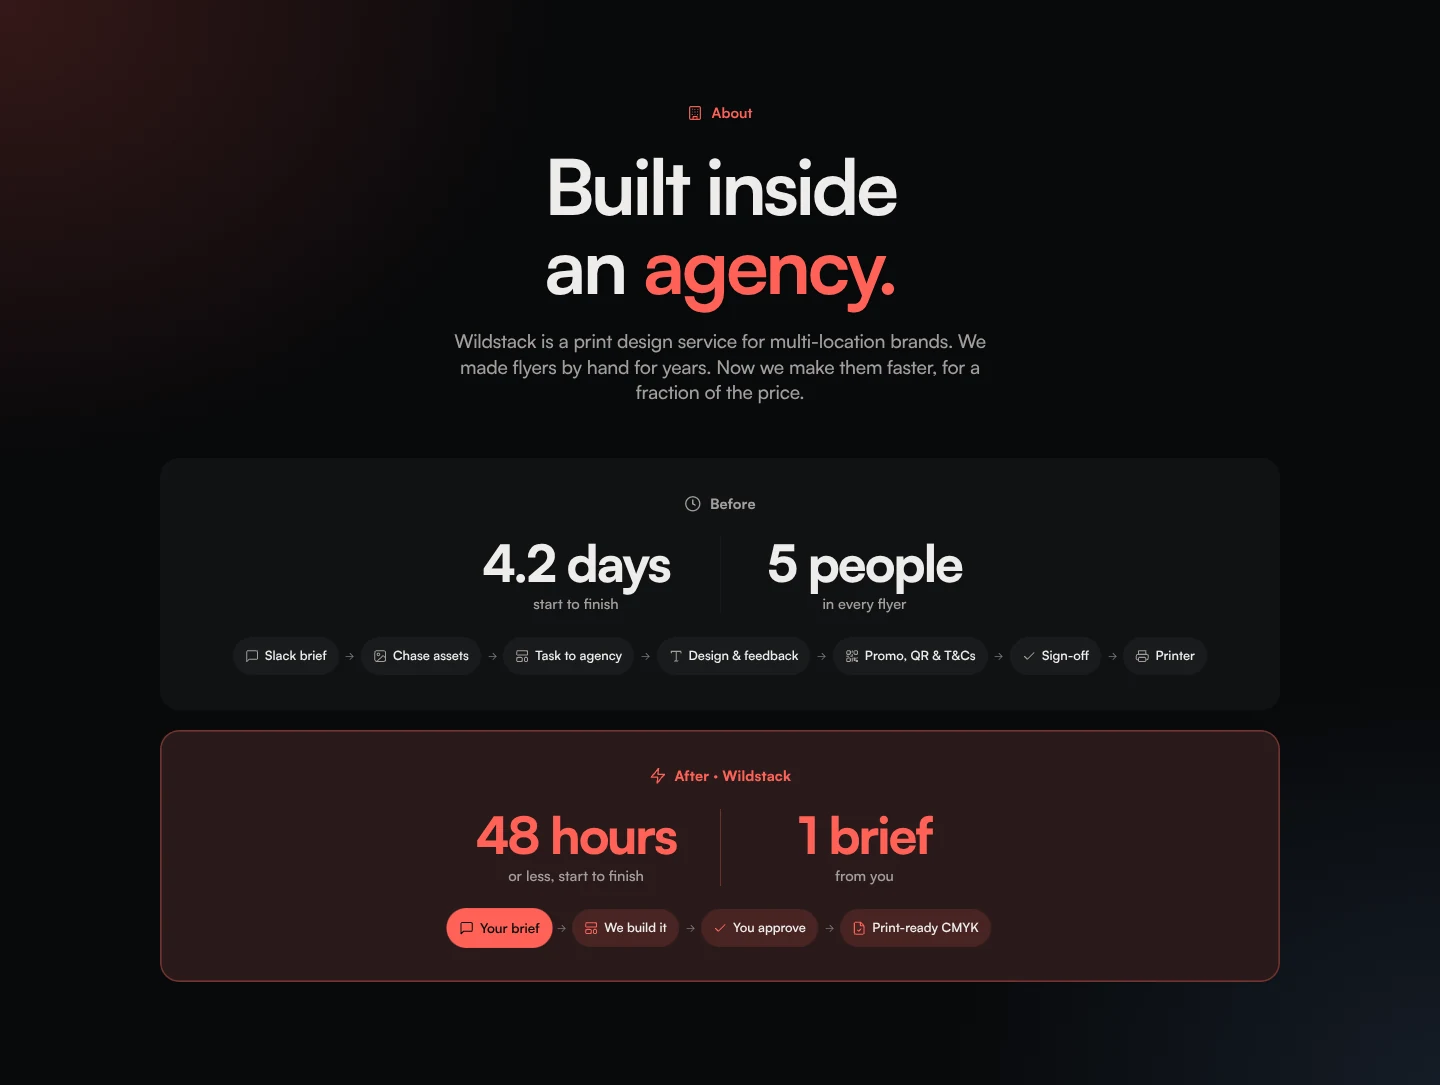 About
Built inside
an agency.
Wildstack is a print design service for multi-location brands. We
made flyers by hand for years. Now we make them faster, for a
fraction of the price.
Before
4.2 days
start to finish
5 people
in every flyer
Slack brief → Chase assets → Task to agency → Design & feedback → Promo, QR & T&Cs → Sign-off → Printer
After · Wildstack
48 hours
or less, start to finish
1 brief
from you
Your brief → We build it → You approve → Print-ready CMYK